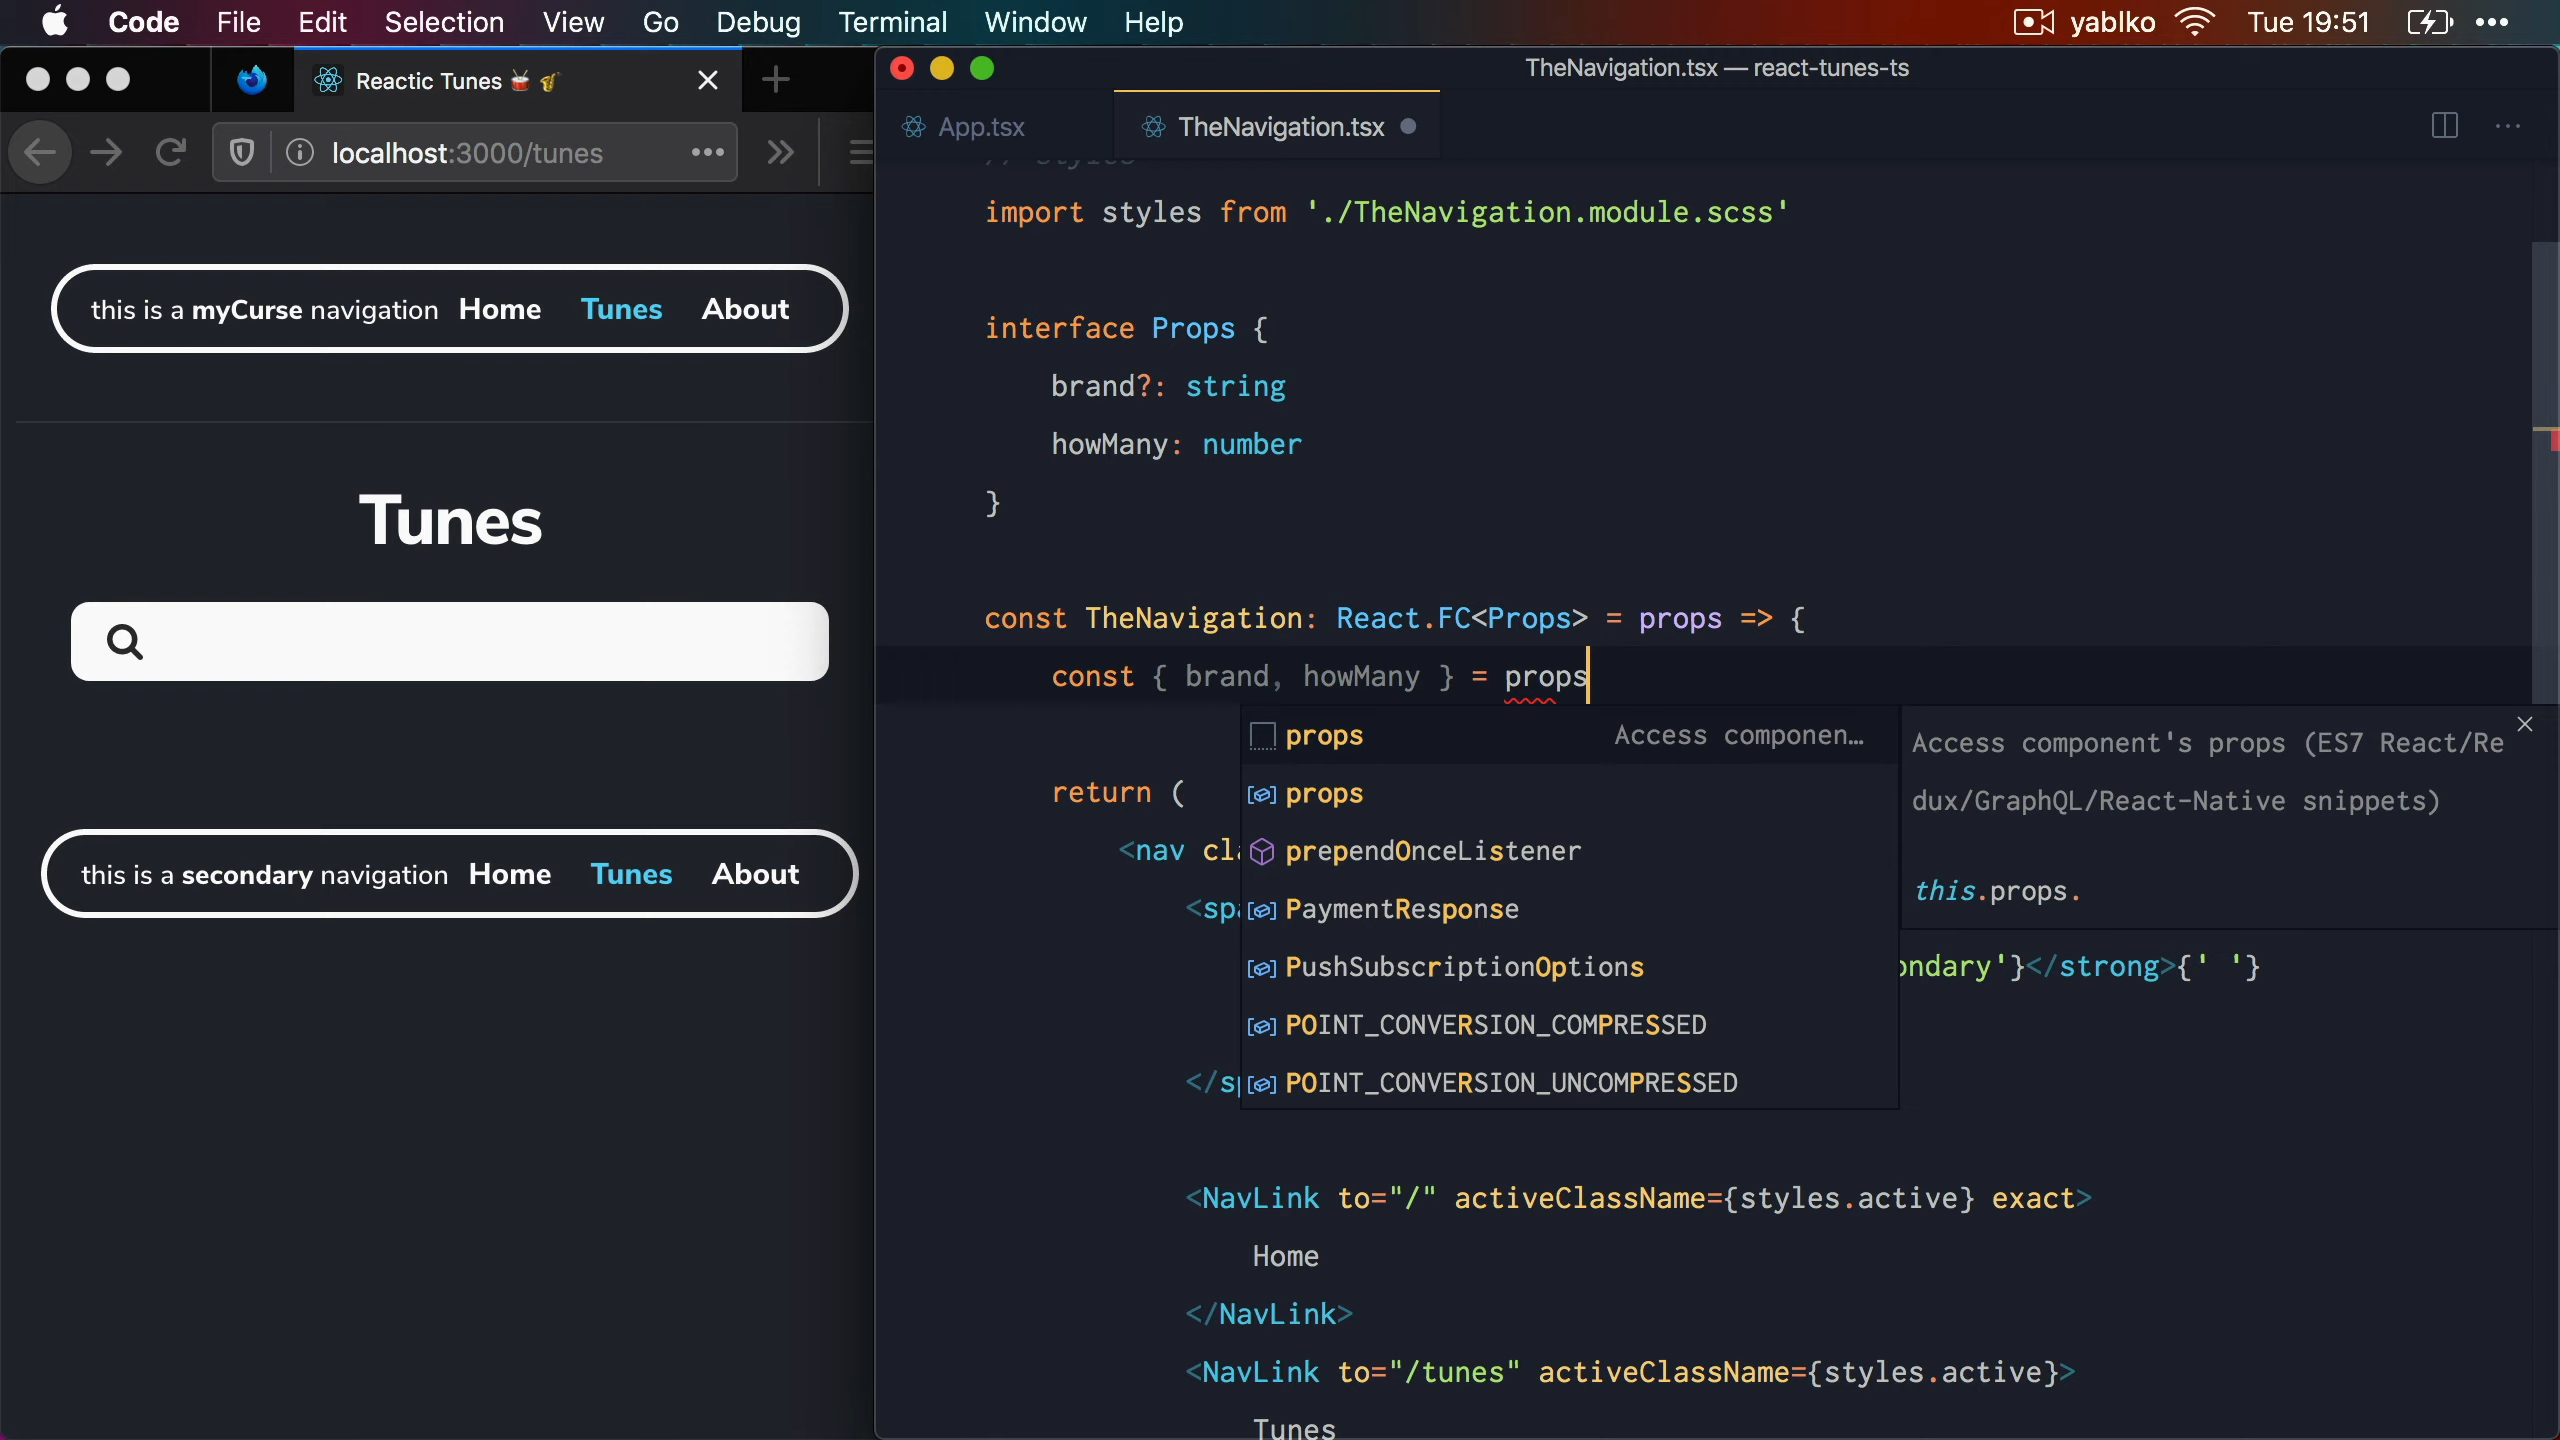 Code File Edit Selection View Go Debug Terminal Window Help yablko Tue 19:51
Reactic Tunes
localhost:3000/tunes
this is a myCurse navigation Home Tunes About
Tunes
this is a secondary navigation Home Tunes About
TheNavigation.tsx — react-tunes-ts
App.tsx TheNavigation.tsx
// Styles
import styles from './TheNavigation.module.scss'
interface Props {
brand?: string
howMany: number
}
const TheNavigation: React.FC<Props> = props => {
const { brand, howMany } = props
return (
<nav cl
<sp
ondary'}</strong>{' '}
</s
<NavLink to="/" activeClassName={styles.active} exact>
Home
</NavLink>
<NavLink to="/tunes" activeClassName={styles.active}>
Tunes
props Access componen…
props
prependOnceListener
PaymentResponse
PushSubscriptionOptions
POINT_CONVERSION_COMPRESSED
POINT_CONVERSION_UNCOMPRESSED
Access component's props (ES7 React/Re
dux/GraphQL/React-Native snippets)
this.props.